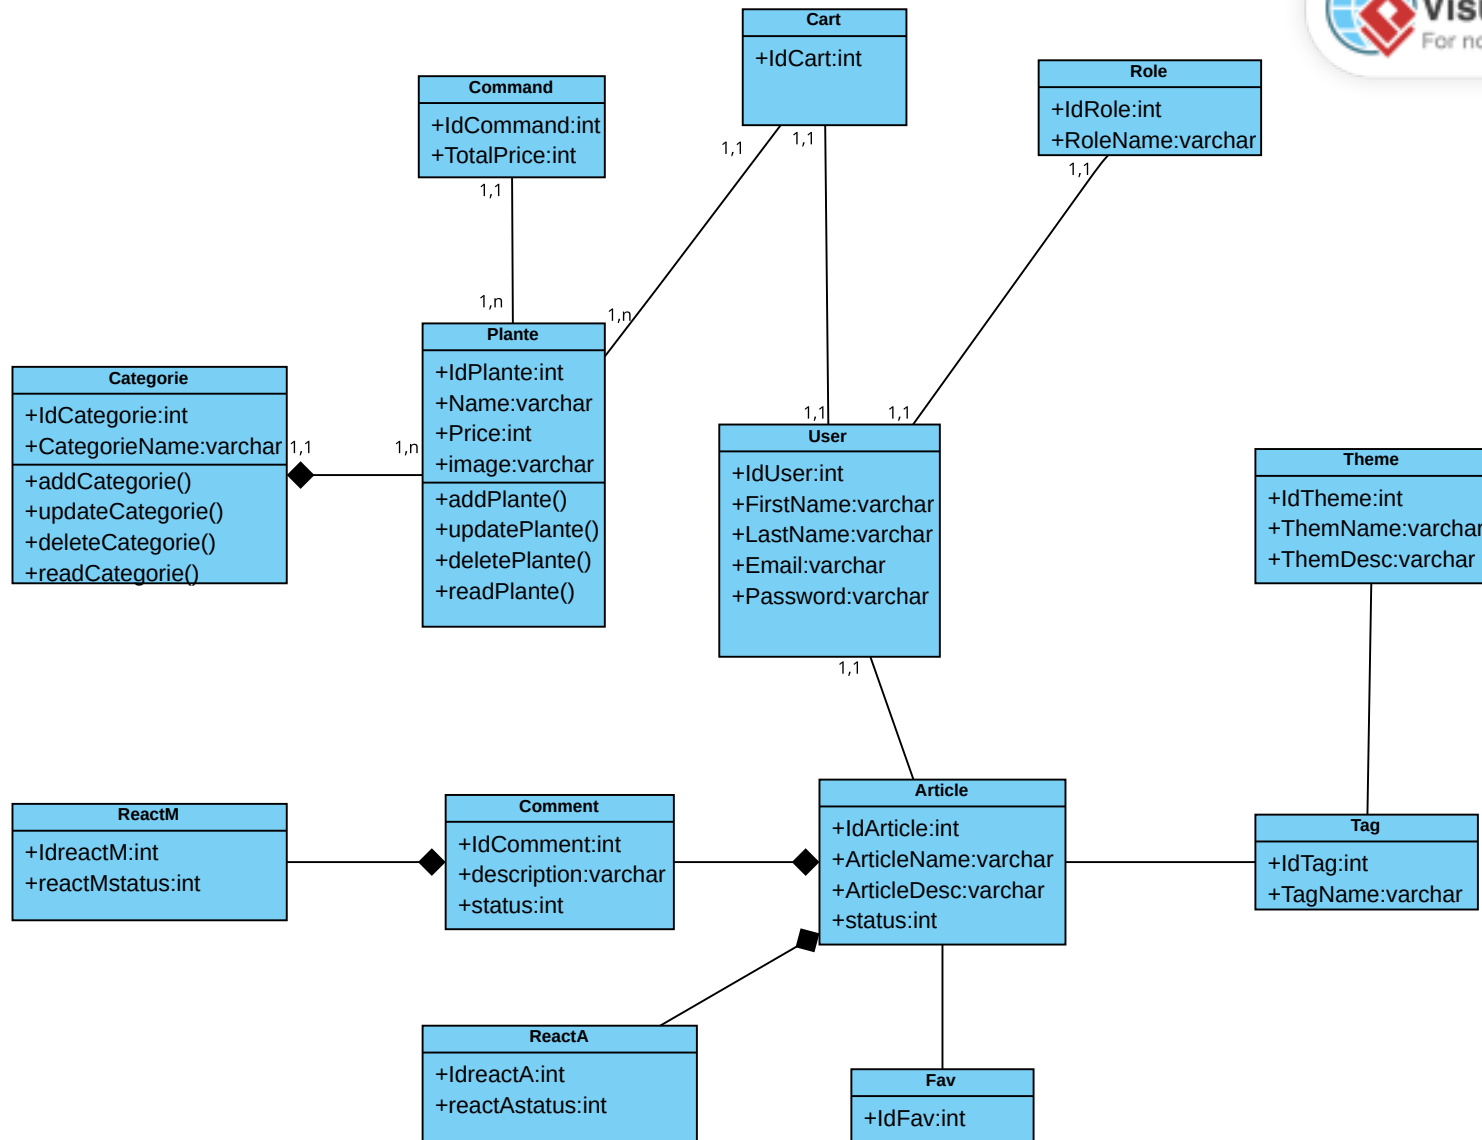 Cart
+IdCart:int
Command
+IdCommand:int
+TotalPrice:int
Role
+IdRole:int
+RoleName:varchar
For
1,1
1,1
1,1
1,1
1,n
1,n
Plante
+IdPlante:int
+Name:varchar
+Price:int
+image:varchar
+addPlante()
+updatePlante()
+deletePlante()
+readPlante()
Categorie
+IdCategorie:int
+CategorieName:varchar
+addCategorie()
+updateCategorie()
+deleteCategorie()
+readCategorie()
1,1
1,n
1,1
1,1
User
+IdUser:int
+FirstName:varchar
+LastName:varchar
+Email:varchar
+Password:varchar
1,1
Theme
+IdTheme:int
+ThemName:varchar
+ThemDesc:varchar
ReactM
+IdreactM:int
+reactMstatus:int
Comment
+IdComment:int
+description:varchar
+status:int
Article
+IdArticle:int
+ArticleName:varchar
+ArticleDesc:varchar
+status:int
Tag
+IdTag:int
+TagName:varchar
ReactA
+IdreactA:int
+reactAstatus:int
Fav
+IdFav:int